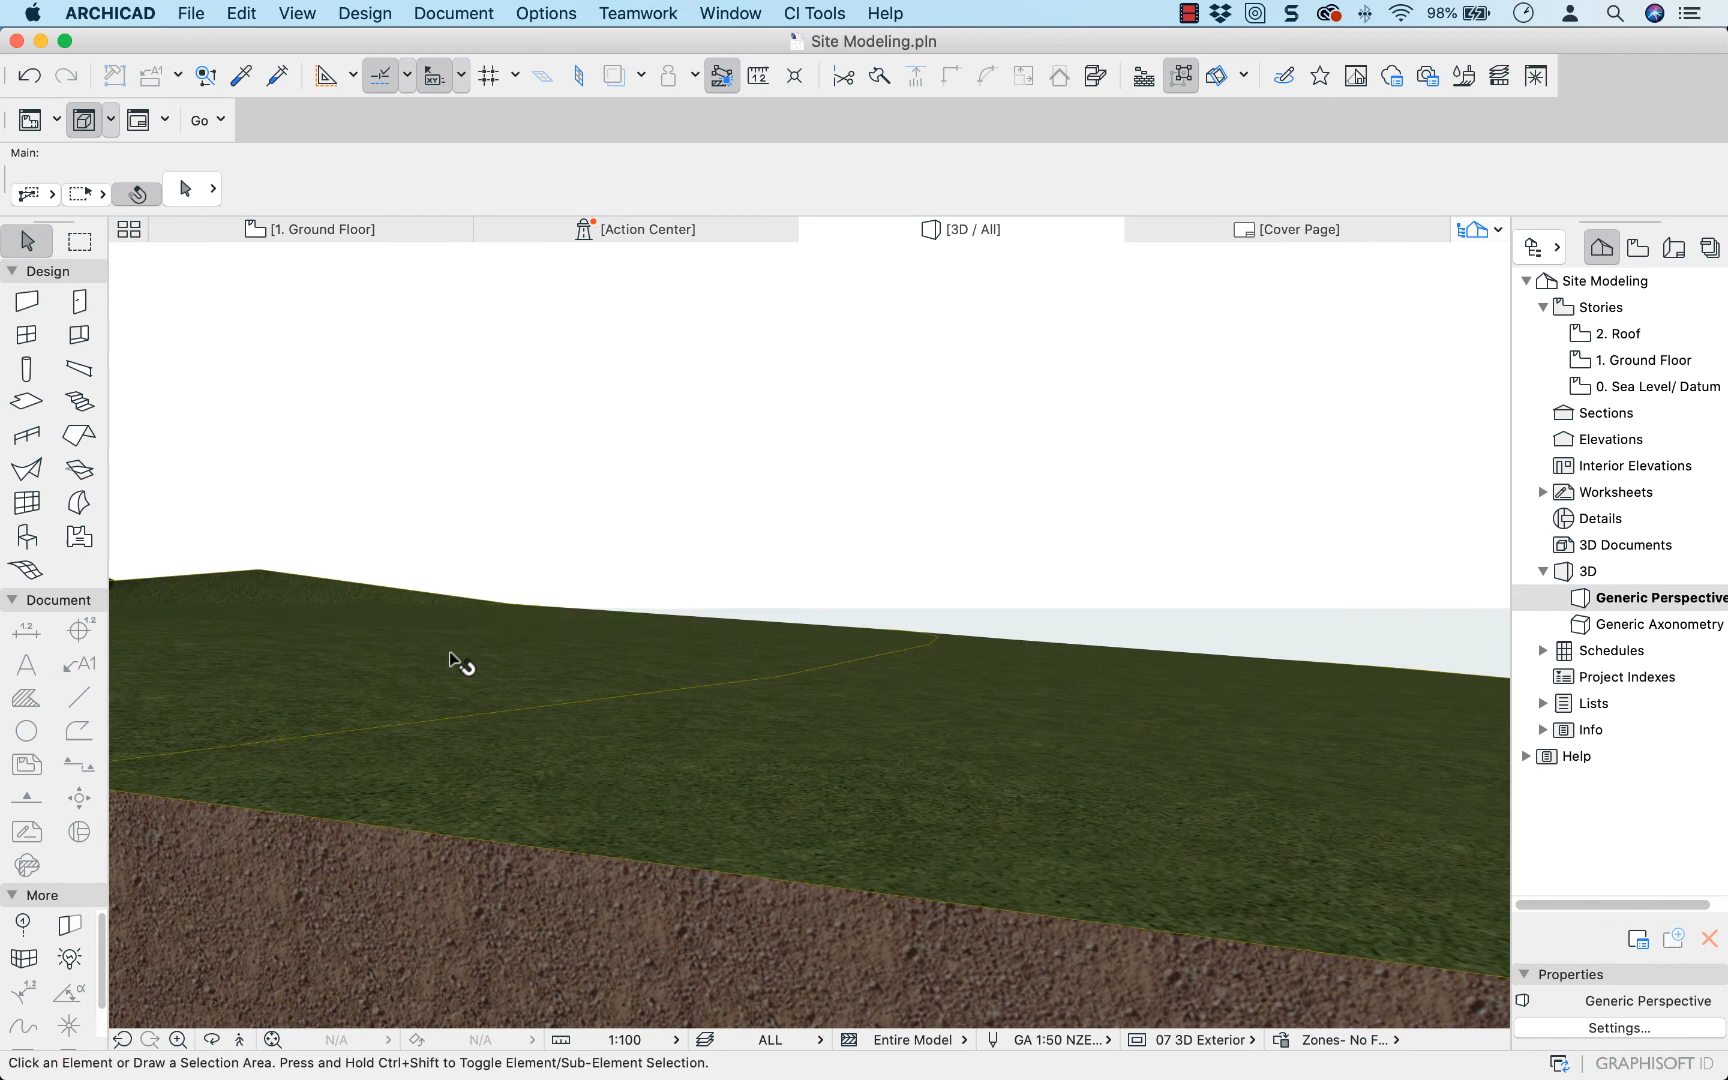 ARCHICAD File Edit View Design Document Options Teamwork Window CI Tools Help 98%
Site Modeling.pln
Go
Main:
[1. Ground Floor]
[Action Center]
[3D / All]
[Cover Page]
Design
Document
More
Site Modeling
Stories
2. Roof
1. Ground Floor
0. Sea Level/ Datum
Sections
Elevations
Interior Elevations
Worksheets
Details
3D Documents
3D
Generic Perspective
Generic Axonometry
Schedules
Project Indexes
Lists
Info
Help
Properties
Generic Perspective
Settings...
N/A N/A 1:100 ALL Entire Model GA 1:50 NZE... 07 3D Exterior Zones- No F...
Click an Element or Draw a Selection Area. Press and Hold Ctrl+Shift to Toggle Element/Sub-Element Selection.
GRAPHISOFT ID